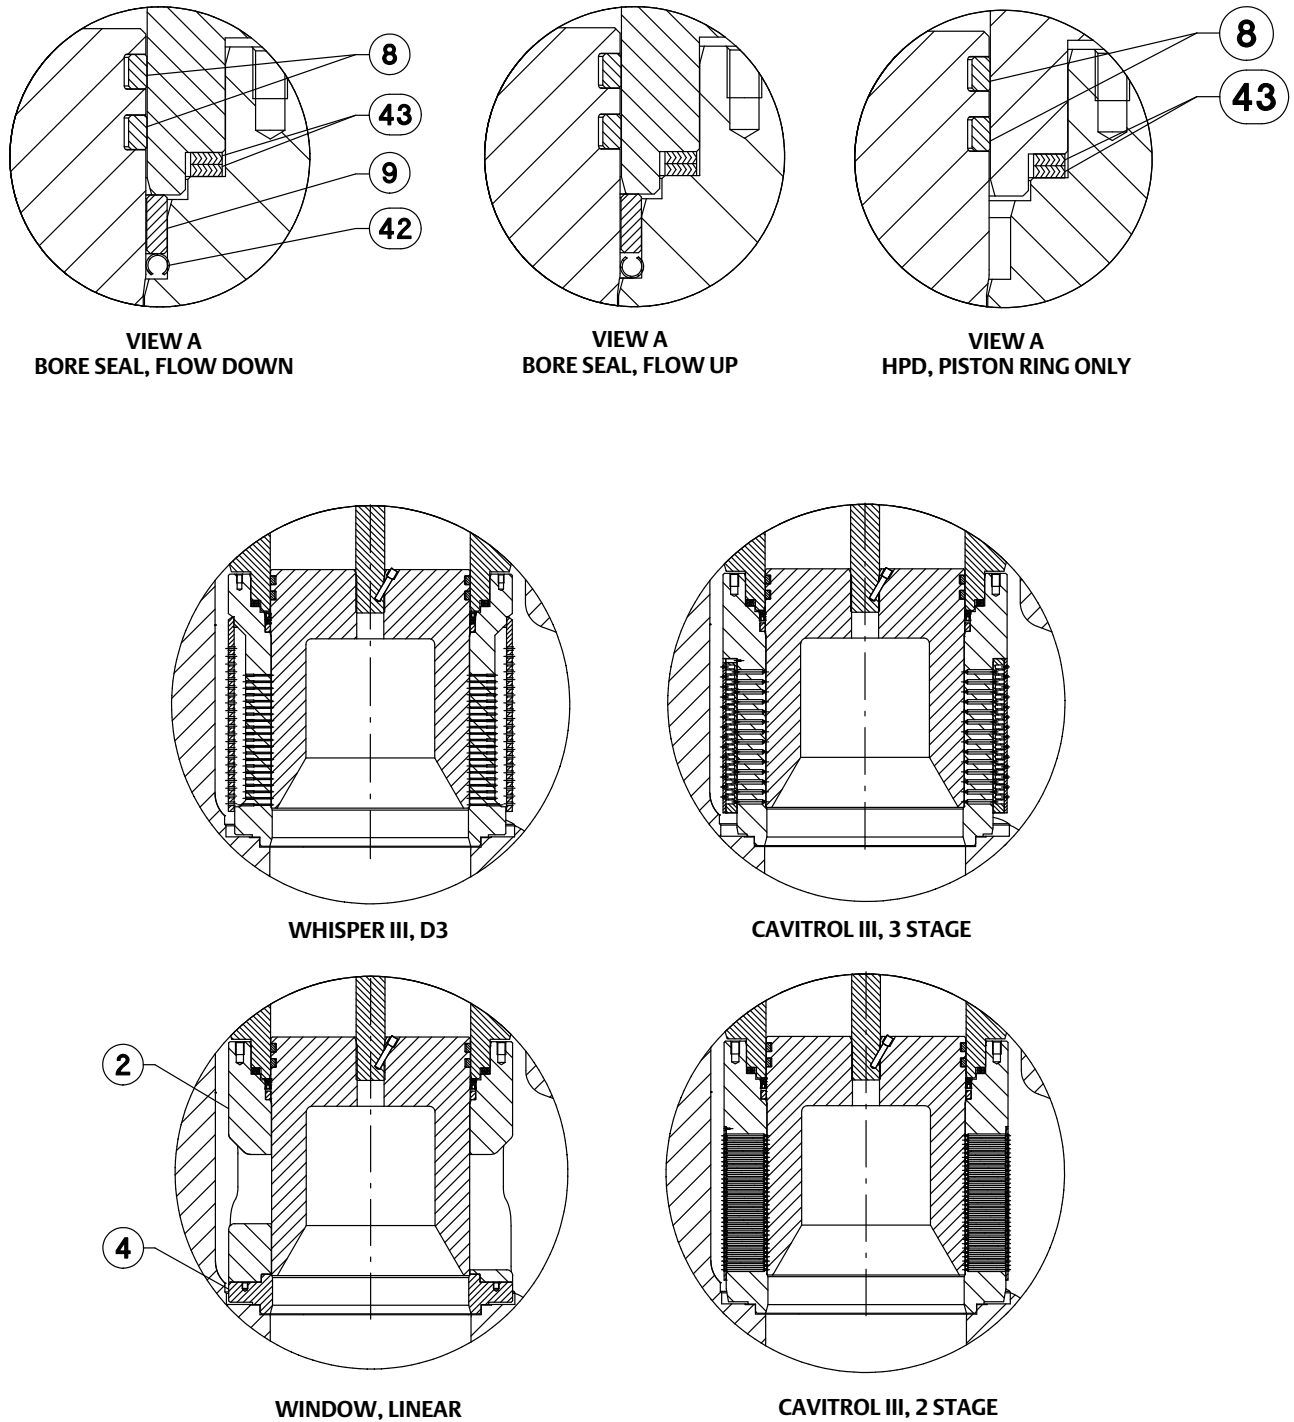 8
43
9
42
8
43
VIEW A
BORE SEAL, FLOW DOWN
VIEW A
BORE SEAL, FLOW UP
VIEW A
HPD, PISTON RING ONLY
WHISPER III, D3
CAVITROL III, 3 STAGE
2
4
WINDOW, LINEAR
CAVITROL III, 2 STAGE